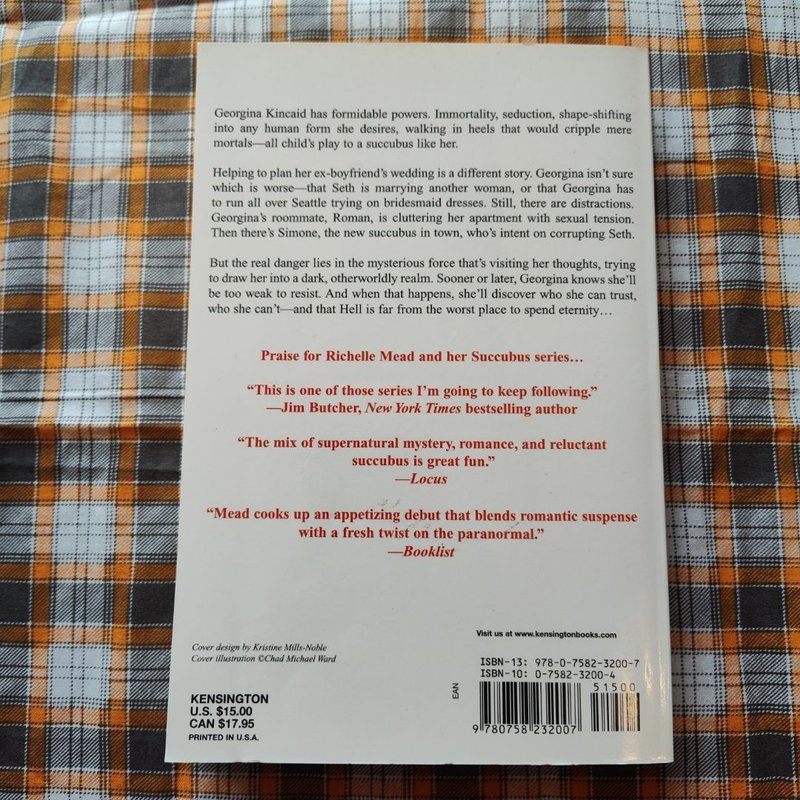 Georgina Kincaid has formidable powers. Immortality, seduction, shape-shifting
into any human form she desires, walking in heels that would cripple mere
mortals—all child's play to a succubus like her.
Helping to plan her ex-boyfriend's wedding is a different story. Georgina isn't sure
which is worse—that Seth is marrying another woman, or that Georgina has
to run all over Seattle trying on bridesmaid dresses. Still, there are distractions.
Georgina's roommate, Roman, is cluttering her apartment with sexual tension.
Then there's Simone, the new succubus in town, who's intent on corrupting Seth.
But the real danger lies in the mysterious force that's visiting her thoughts, trying
to draw her into a dark, otherworldly realm. Sooner or later, Georgina knows she'll
be too weak to resist. And when that happens, she'll discover who she can trust,
who she can't—and that Hell is far from the worst place to spend eternity…
Praise for Richelle Mead and her Succubus series…
“This is one of those series I'm going to keep following.”
—Jim Butcher, New York Times bestselling author
“The mix of supernatural mystery, romance, and reluctant
succubus is great fun.”
—Locus
“Mead cooks up an appetizing debut that blends romantic suspense
with a fresh twist on the paranormal.”
—Booklist
Visit us at www.kensingtonbooks.com
Cover design by Kristine Mills-Noble
Cover illustration ©Chad Michael Ward
KENSINGTON
U.S. $15.00
CAN $17.95
PRINTED IN U.S.A.
ISBN-13: 978-0-7582-3200-7
ISBN-10: 0-7582-3200-4
EAN
51500
9 780758 232007